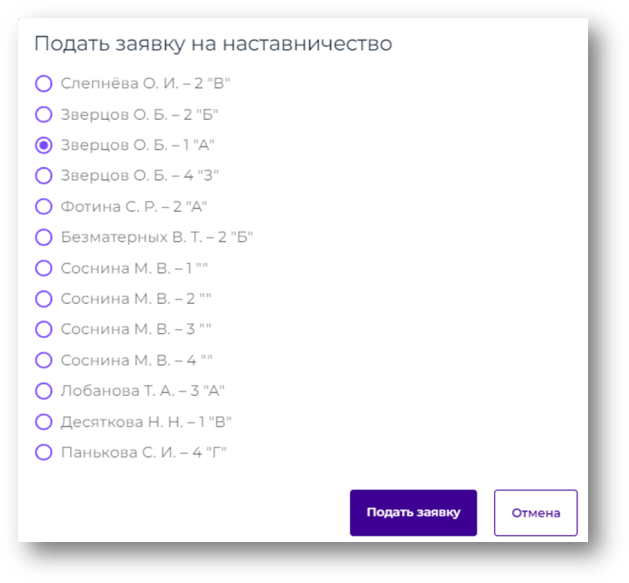 Подать заявку на наставничество
Слепнёва О. И. – 2 "В"
Зверцов О. Б. – 2 "Б"
Зверцов О. Б. – 1 "А"
Зверцов О. Б. – 4 "З"
Фотина С. Р. – 2 "А"
Безматерных В. Т. – 2 "Б"
Соснина М. В. – 1 ""
Соснина М. В. – 2 ""
Соснина М. В. – 3 ""
Соснина М. В. – 4 ""
Лобанова Т. А. – 3 "А"
Десяткова Н. Н. – 1 "В"
Панькова С. И. – 4 "Г"
Подать заявку
Отмена